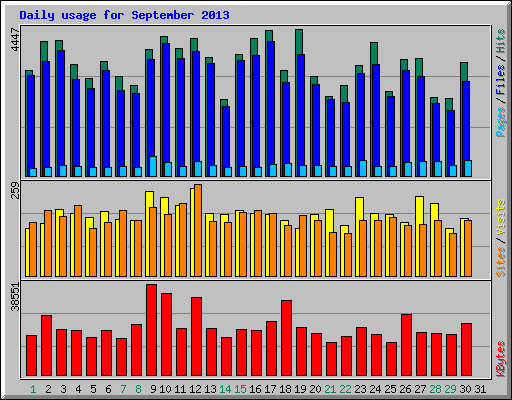 Daily usage for September 2013
4447
Pages / Files / Hits
259
Sites / Visits
38551
KBytes
1 2 3 4 5 6 7 8 9 10 11 12 13 14 15 16 17 18 19 20 21 22 23 24 25 26 27 28 29 30 31